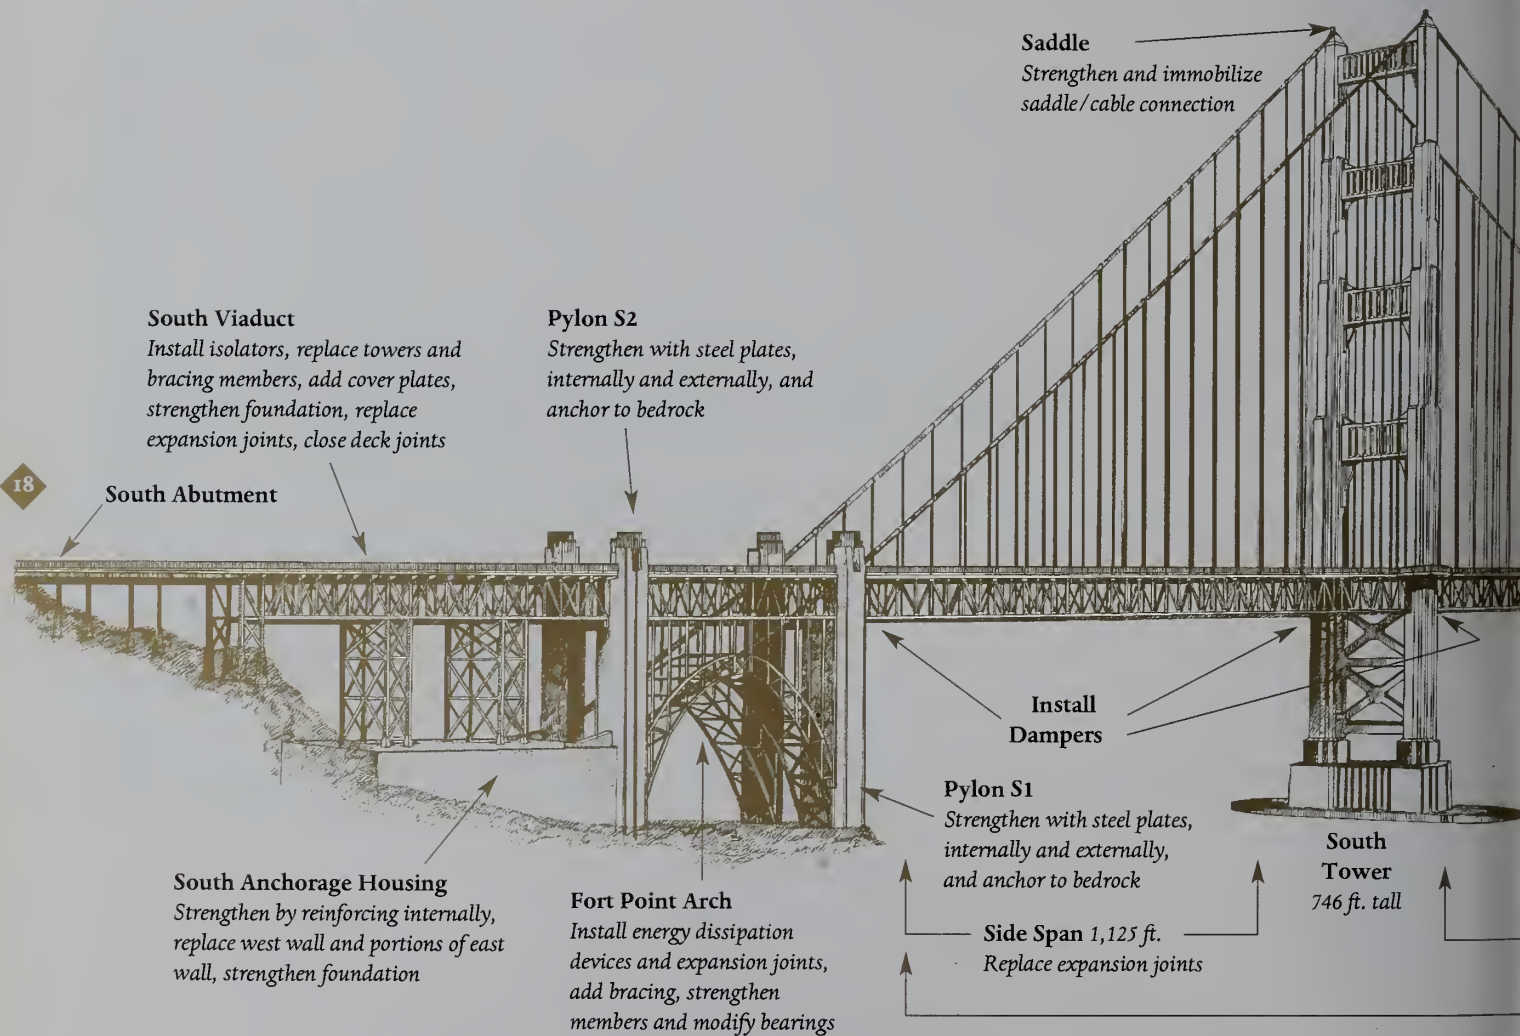 Saddle
Strengthen and immobilize
saddle/cable connection
South Viaduct
Install isolators, replace towers and
bracing members, add cover plates,
strengthen foundation, replace
expansion joints, close deck joints
Pylon S2
Strengthen with steel plates,
internally and externally, and
anchor to bedrock
18
South Abutment
Install
Dampers
Pylon S1
Strengthen with steel plates,
internally and externally,
and anchor to bedrock
South
Tower
746 ft. tall
South Anchorage Housing
Strengthen by reinforcing internally,
replace west wall and portions of east
wall, strengthen foundation
Fort Point Arch
Install energy dissipation
devices and expansion joints,
add bracing, strengthen
members and modify bearings
Side Span 1,125 ft.
Replace expansion joints